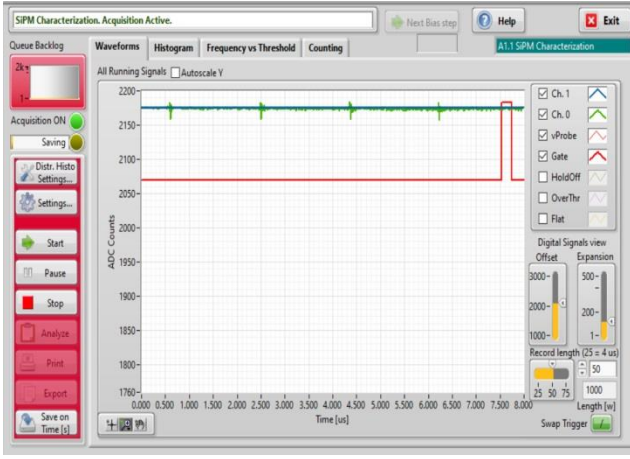 SiPM Characterization. Acquisition Active.
Next Bias step
Help
Exit
Queue Backlog
Waveforms
Histogram
Frequency vs Threshold
Counting
A1.1 SiPM Characterization
2k
1
All Running Signals
Autoscale Y
Acquisition ON
Saving
Distr. Histo
Settings...
Settings...
Start
Pause
Stop
Analyze
Print
Export
Save on
Time [s]
ADC Counts
2200
2150
2100
2050
2000
1950
1900
1850
1800
1760
0.000 0.500 1.000 1.500 2.000 2.500 3.000 3.500 4.000 4.500 5.000 5.500 6.000 6.500 7.000 7.500 8.000
Time [us]
Ch. 1
Ch. 0
vProbe
Gate
HoldOff
OverThr
Flat
Digital Signals view
Offset Expansion
3000
2000
1000
500
200
1
Record length (25 = 4 us)
25 50 75
50
1000
Length [w]
Swap Trigger